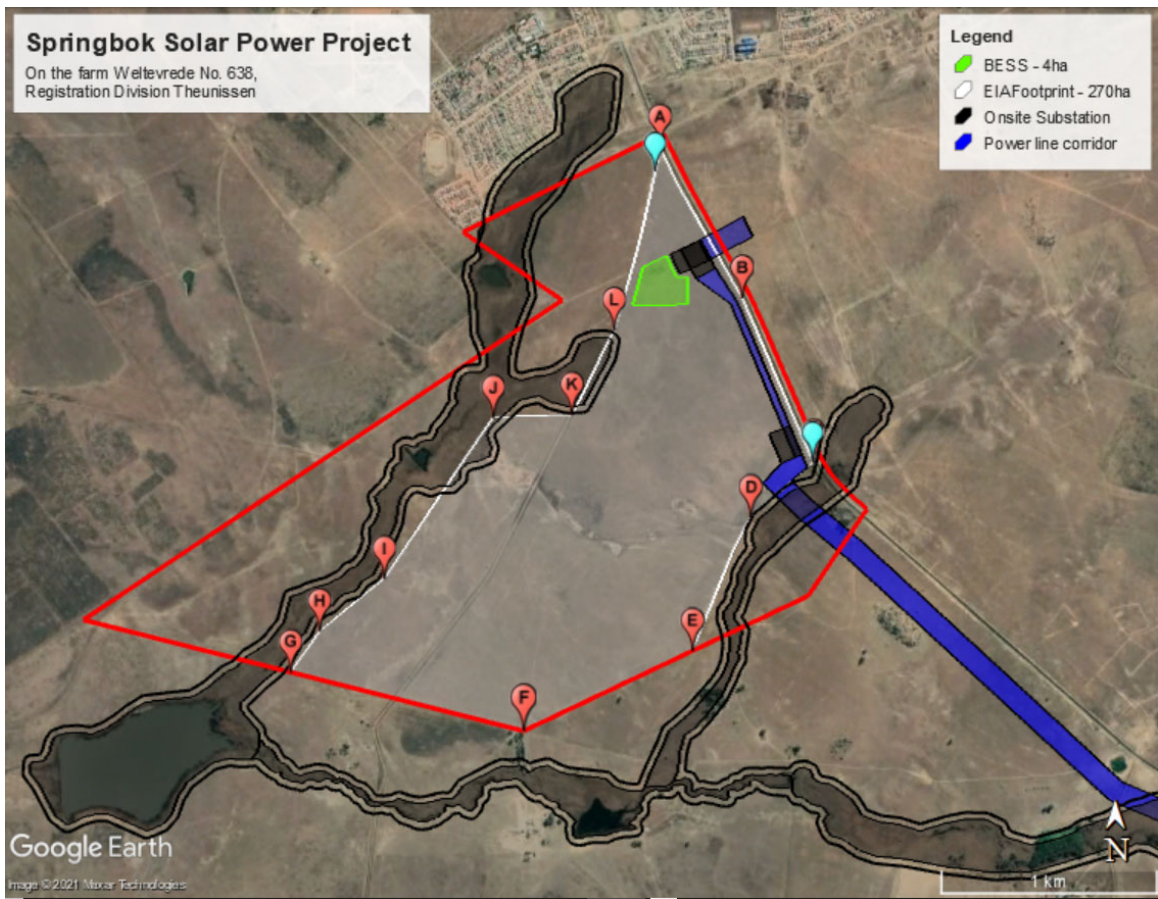 Springbok Solar Power Project
On the farm Weltevrede No. 638,
Registration Division Theunissen
Legend
BESS - 4ha
EIAFootprint - 270ha
Onsite Substation
Power line corridor
A
B
L
K
J
D
I
H
E
G
F
Google Earth
N
Image © 2021 Maxar Technologies
1 km